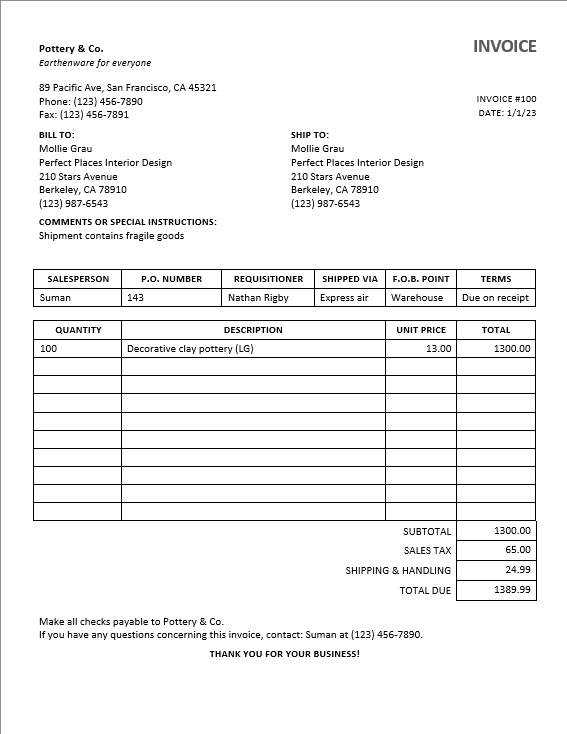 Pottery & Co.
INVOICE
Earthenware for everyone
89 Pacific Ave, San Francisco, CA 45321
Phone: (123) 456-7890
Fax: (123) 456-7891
INVOICE #100
DATE: 1/1/23
BILL TO:
Mollie Grau
Perfect Places Interior Design
210 Stars Avenue
Berkeley, CA 78910
(123) 987-6543
SHIP TO:
Mollie Grau
Perfect Places Interior Design
210 Stars Avenue
Berkeley, CA 78910
(123) 987-6543
COMMENTS OR SPECIAL INSTRUCTIONS:
Shipment contains fragile goods
SALESPERSON P.O. NUMBER REQUISITIONER SHIPPED VIA F.O.B. POINT TERMS
Suman 143 Nathan Rigby Express air Warehouse Due on receipt
QUANTITY DESCRIPTION UNIT PRICE TOTAL
100 Decorative clay pottery (LG) 13.00 1300.00
SUBTOTAL 1300.00
SALES TAX 65.00
SHIPPING & HANDLING 24.99
TOTAL DUE 1389.99
Make all checks payable to Pottery & Co.
If you have any questions concerning this invoice, contact: Suman at (123) 456-7890.
THANK YOU FOR YOUR BUSINESS!